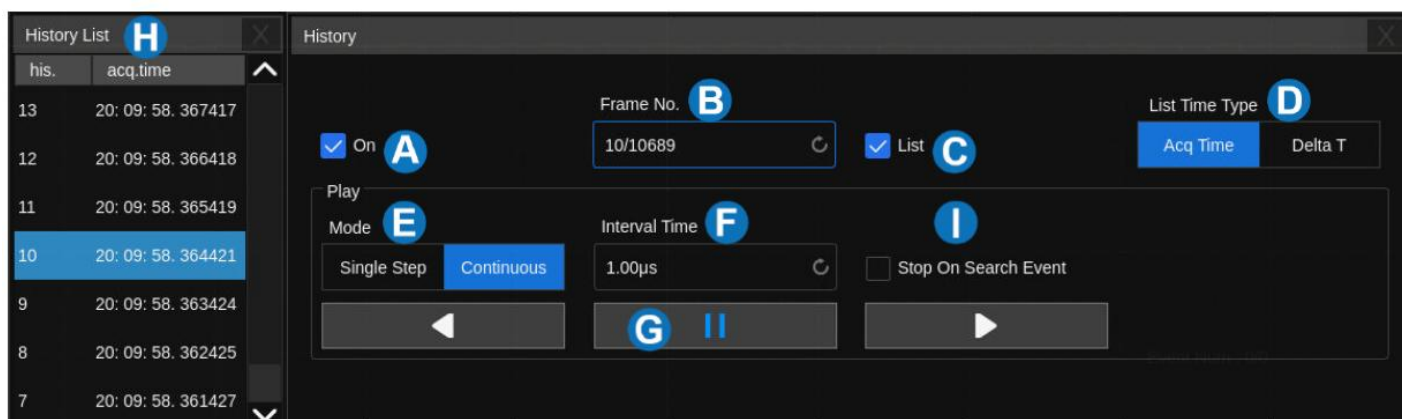 History List H X
his. acq.time
13 20: 09: 58. 367417
12 20: 09: 58. 366418
11 20: 09: 58. 365419
10 20: 09: 58. 364421
9 20: 09: 58. 363424
8 20: 09: 58. 362425
7 20: 09: 58. 361427
History X
Frame No. B
List Time Type D
On A
10/10689
List C
Acq Time Delta T
Play
Mode E
Interval Time F
I
Single Step Continuous
1.00μs
Stop On Search Event
G